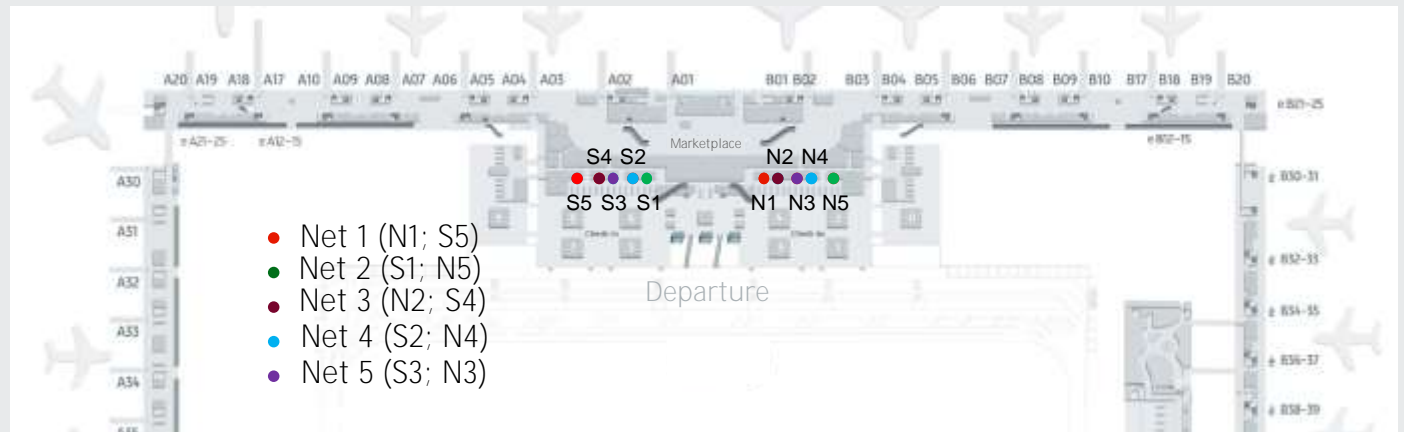 A20 A19 A18 A17 A10 A09 A08 A07 A06 A05 A04 A03 A02 A01 B01 B02 B03 B04 B05 B06 B07 B08 B09 B10 B17 B18 B19 B20
Marketplace
S4 S2
N2 N4
S5 S3 S1
N1 N3 N5
A30
A31
A32
A33
A34
Net 1 (N1; S5)
Net 2 (S1; N5)
Net 3 (N2; S4)
Net 4 (S2; N4)
Net 5 (S3; N3)
Check-in
Check-in
Departure
B21-25
B30-31
B32-33
B34-35
B36-37
B38-39